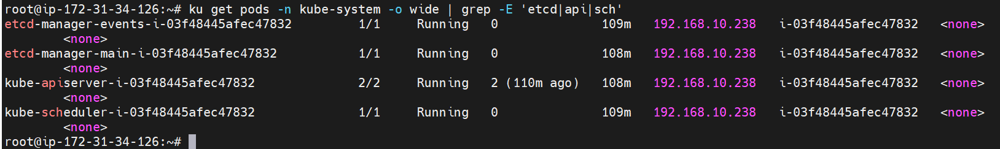 root@ip-172-31-34-126:~# ku get pods -n kube-system -o wide | grep -E 'etcd|api|sch'
etcd-manager-events-i-03f48445afec47832 1/1 Running 0 109m 192.168.10.238 i-03f48445afec47832 <none>
<none>
etcd-manager-main-i-03f48445afec47832 1/1 Running 0 108m 192.168.10.238 i-03f48445afec47832 <none>
<none>
kube-apiserver-i-03f48445afec47832 2/2 Running 2 (110m ago) 108m 192.168.10.238 i-03f48445afec47832 <none>
<none>
kube-scheduler-i-03f48445afec47832 1/1 Running 0 109m 192.168.10.238 i-03f48445afec47832 <none>
<none>
root@ip-172-31-34-126:~#